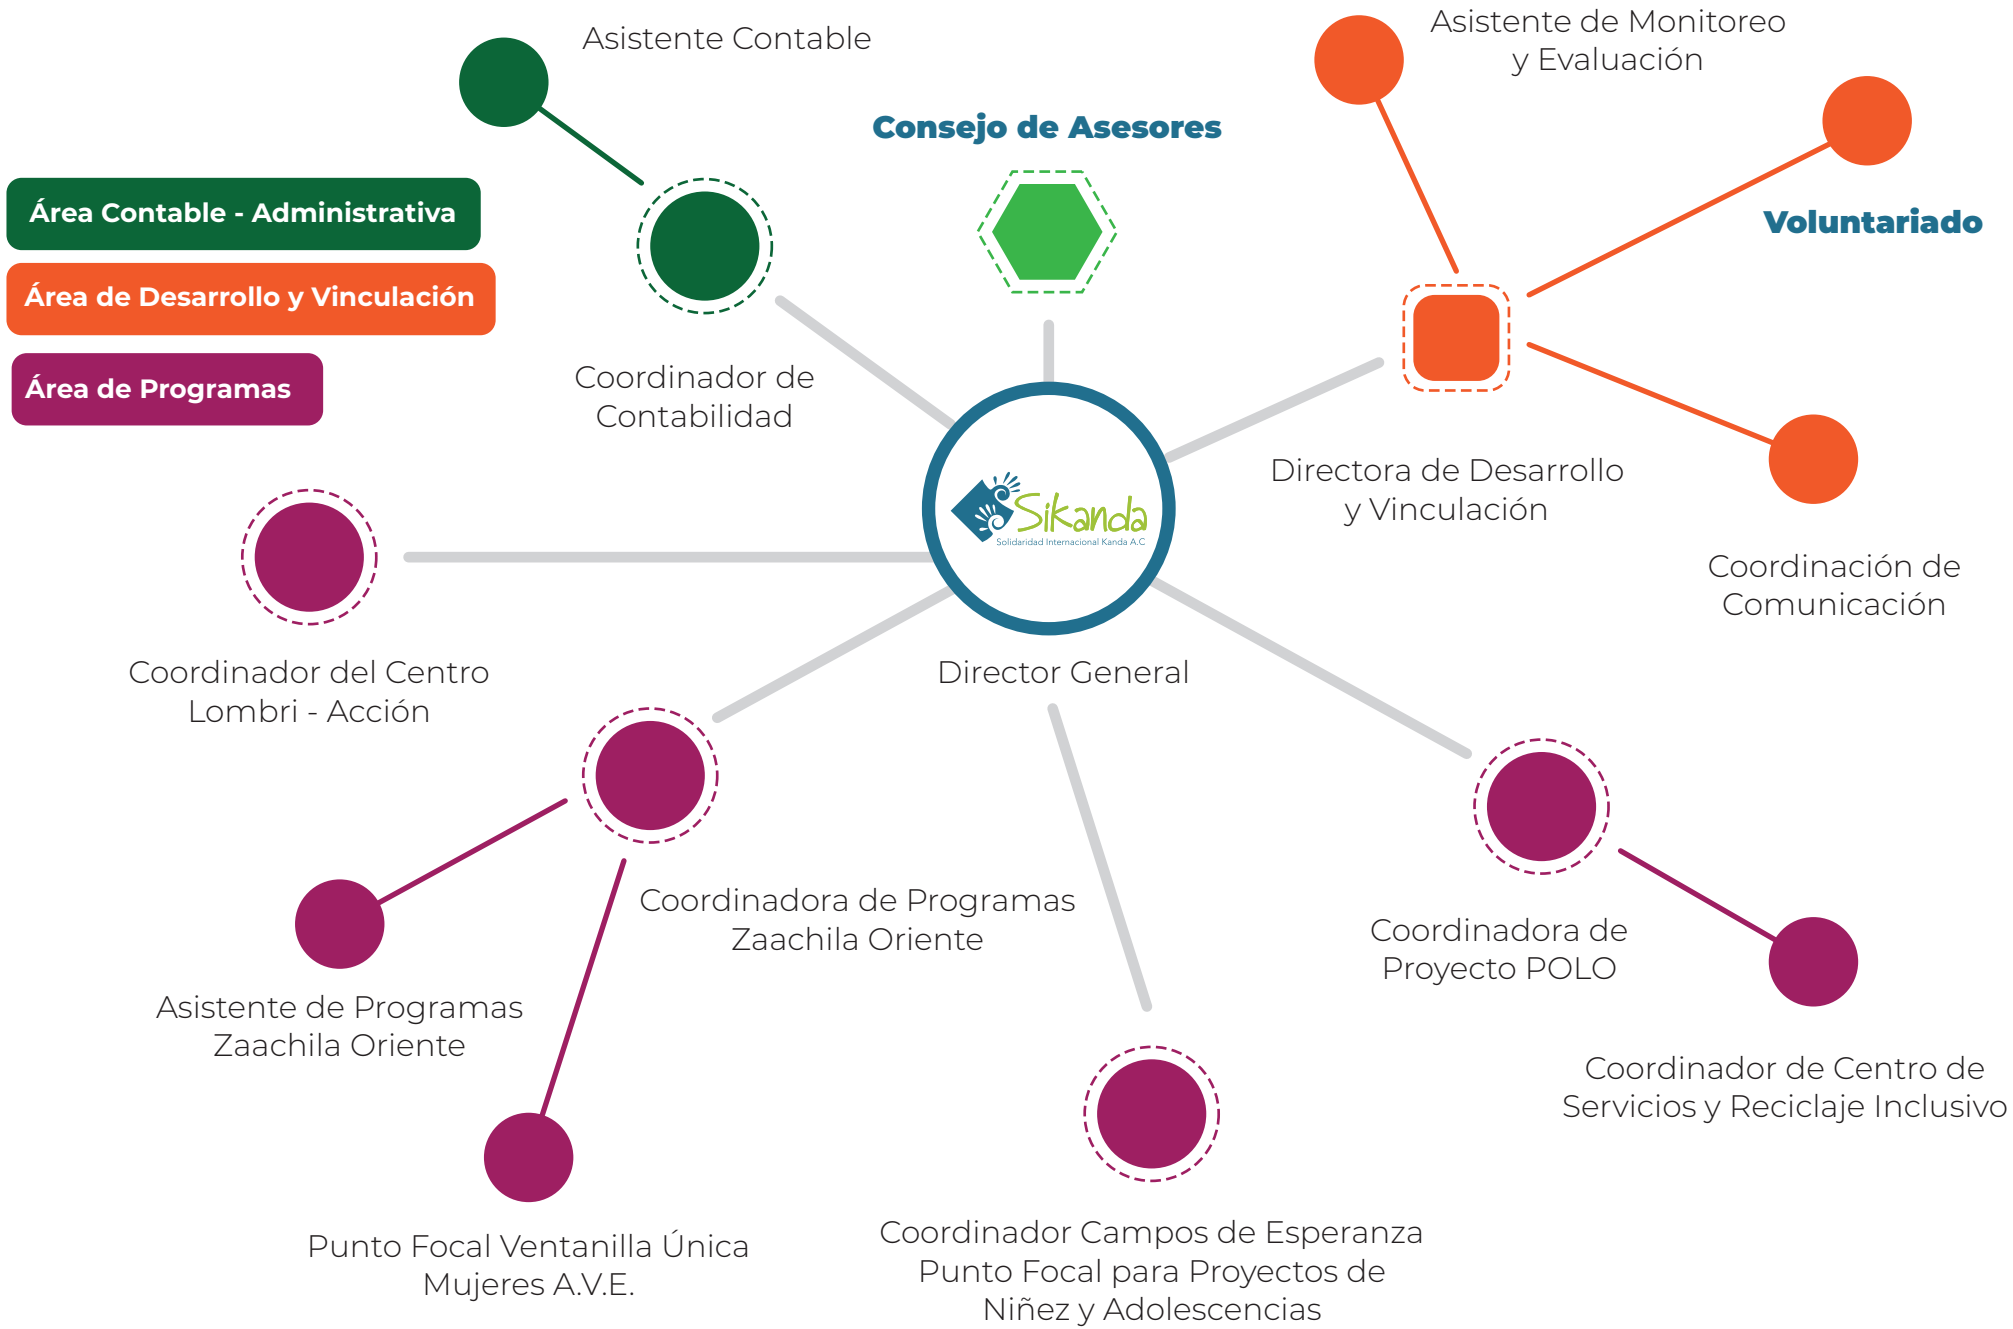 Asistente Contable
Asistente de Monitoreo
y Evaluación
Consejo de Asesores
Área Contable - Administrativa
Voluntariado
Área de Desarrollo y Vinculación
Área de Programas
Coordinador de
Contabilidad
Directora de Desarrollo
y Vinculación
Sikanda
Solidaridad Internacional Kanda A.C
Coordinación de
Comunicación
Coordinador del Centro
Lombri - Acción
Director General
Coordinadora de Programas
Zaachila Oriente
Coordinadora de
Proyecto POLO
Asistente de Programas
Zaachila Oriente
Coordinador de Centro de
Servicios y Reciclaje Inclusivo
Punto Focal Ventanilla Única
Mujeres A.V.E.
Coordinador Campos de Esperanza
Punto Focal para Proyectos de
Niñez y Adolescencias